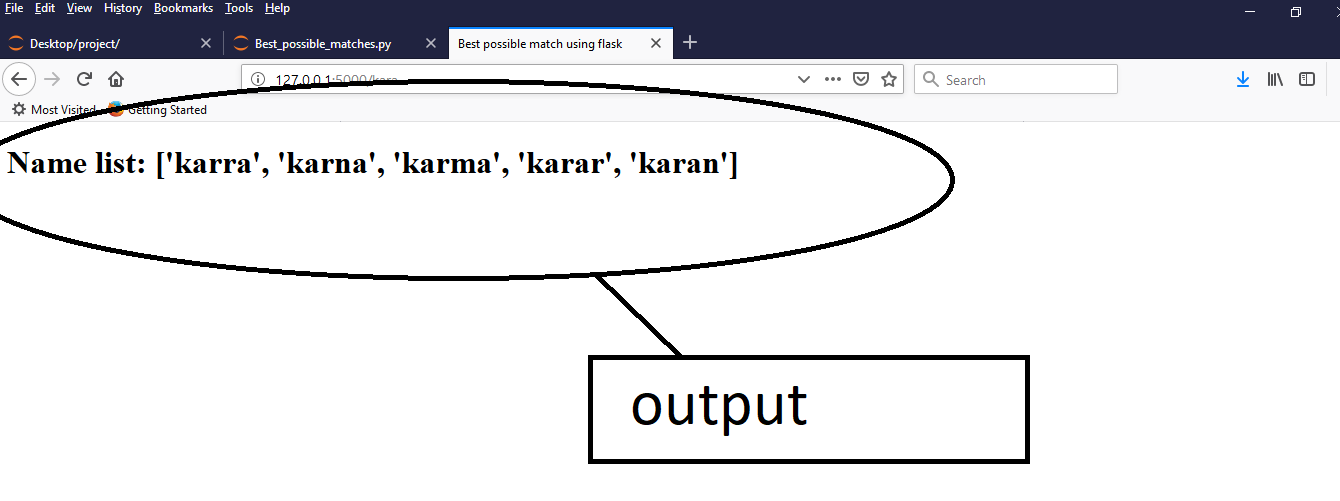 File Edit View History Bookmarks Tools Help
Desktop/project/ Best_possible_matches.py Best possible match using flask
127.0.0.1:5000/kara Search
Most Visited Getting Started
Name list: ['karra', 'karna', 'karma', 'karar', 'karan']
output